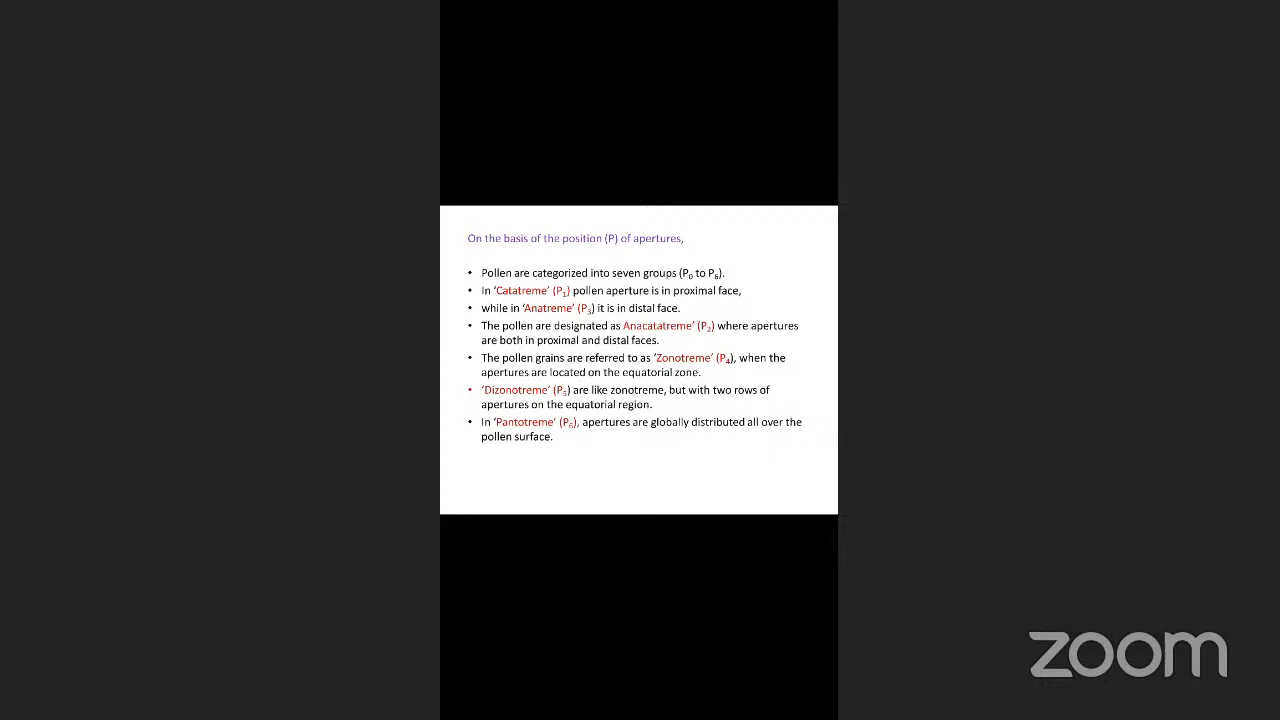 On the basis of the position (P) of apertures,
• Pollen are categorized into seven groups (P0 to P6).
• In ‘Catatreme’ (P1) pollen aperture is in proximal face,
• while in ‘Anatreme’ (P3) it is in distal face.
• The pollen are designated as Anacatatreme’ (P2) where apertures
are both in proximal and distal faces.
• The pollen grains are referred to as ‘Zonotreme’ (P4), when the
apertures are located on the equatorial zone.
• ‘Dizonotreme’ (P5) are like zonotreme, but with two rows of
apertures on the equatorial region.
• In ‘Pantotreme‘ (P6), apertures are globally distributed all over the
pollen surface.
zoom